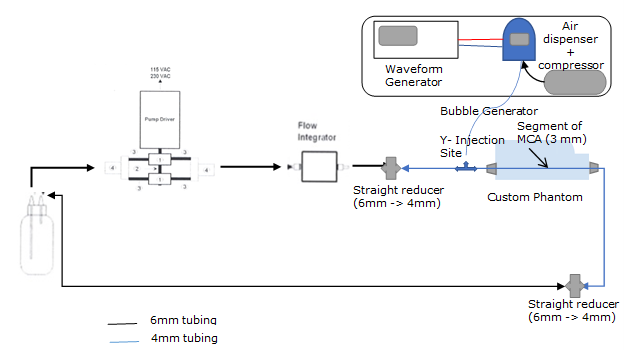 Air
dispenser
+
compressor
Waveform
Generator
Bubble Generator
115 VAC
230 VAC
Pump Driver
3
3
1
4
2
4
1
3
3
Flow
Integrator
Y- Injection
Site
Segment of
MCA (3 mm)
Straight reducer
(6mm -> 4mm)
Custom Phantom
Straight reducer
(6mm -> 4mm)
6mm tubing
4mm tubing